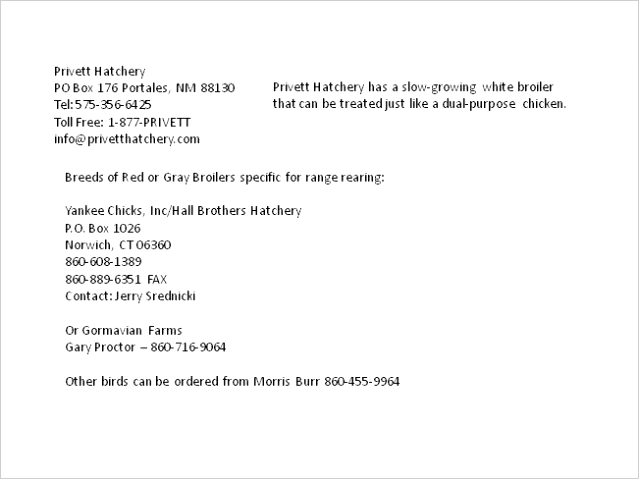 Privett Hatchery
PO Box 176 Portales, NM 88130
Tel: 575-356-6425
Toll Free: 1-877-PRIVETT
info@privetthatchery.com
Privett Hatchery has a slow-growing white broiler
that can be treated just like a dual-purpose chicken.
Breeds of Red or Gray Broilers specific for range rearing:
Yankee Chicks, Inc/Hall Brothers Hatchery
P.O. Box 1026
Norwich, CT 06360
860-608-1389
860-889-6351 FAX
Contact: Jerry Srednicki
Or Gormavian Farms
Gary Proctor – 860-716-9064
Other birds can be ordered from Morris Burr 860-455-9964